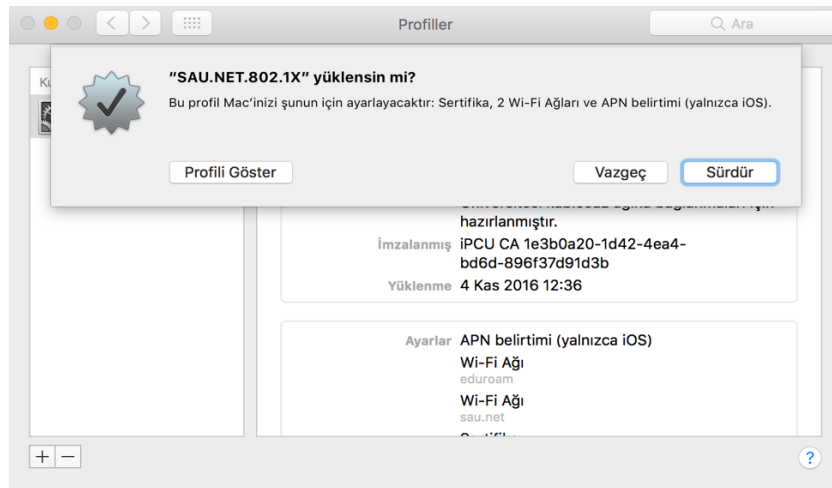 Profiller
Ara
“SAU.NET.802.1X” yüklensin mi?
Bu profil Mac’inizi şunun için ayarlayacaktır: Sertifika, 2 Wi-Fi Ağları ve APN belirtimi (yalnızca iOS).
Profili Göster
Vazgeç
Sürdür
hazırlanmıştır.
İmzalanmış iPCU CA 1e3b0a20-1d42-4ea4-
bd6d-896f37d91d3b
Yüklenme 4 Kas 2016 12:36
Ayarlar APN belirtimi (yalnızca iOS)
Wi-Fi Ağı
eduroam
Wi-Fi Ağı
sau.net